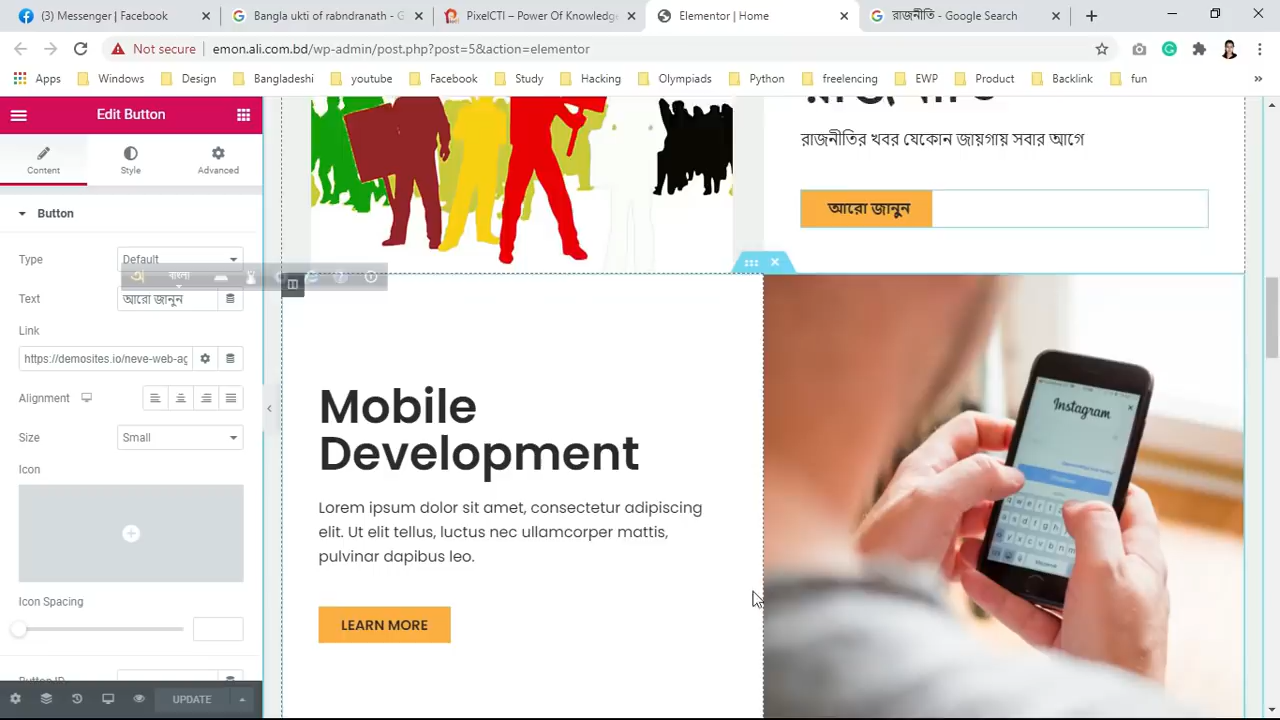 Messenger | Facebook
Bangla ukti of rabndranath - G
PixelCTI – Power Of Knowledge
Elementor | Home
রাজনীতি - Google Search
Not secure
emon.ali.com.bd/wp-admin/post.php?post=5&action=elementor
Apps
Windows
Design
Bangladeshi
youtube
Facebook
Study
Hacking
Olympiads
Python
freelencing
EWP
Product
Backlink
fun
Edit Button
Content
Style
Advanced
Button
Type
Default
বাংলা
Text
আরো জানুন
Link
https://demosites.io/neve-web-ag
Alignment
Size
Small
Icon
Icon Spacing
Button ID
UPDATE
রাজনীতির খবর যেকোন জায়গায় সবার আগে
আরো জানুন
Mobile
Development
Lorem ipsum dolor sit amet, consectetur adipiscing
elit. Ut elit tellus, luctus nec ullamcorper mattis,
pulvinar dapibus leo.
LEARN MORE
Instagram